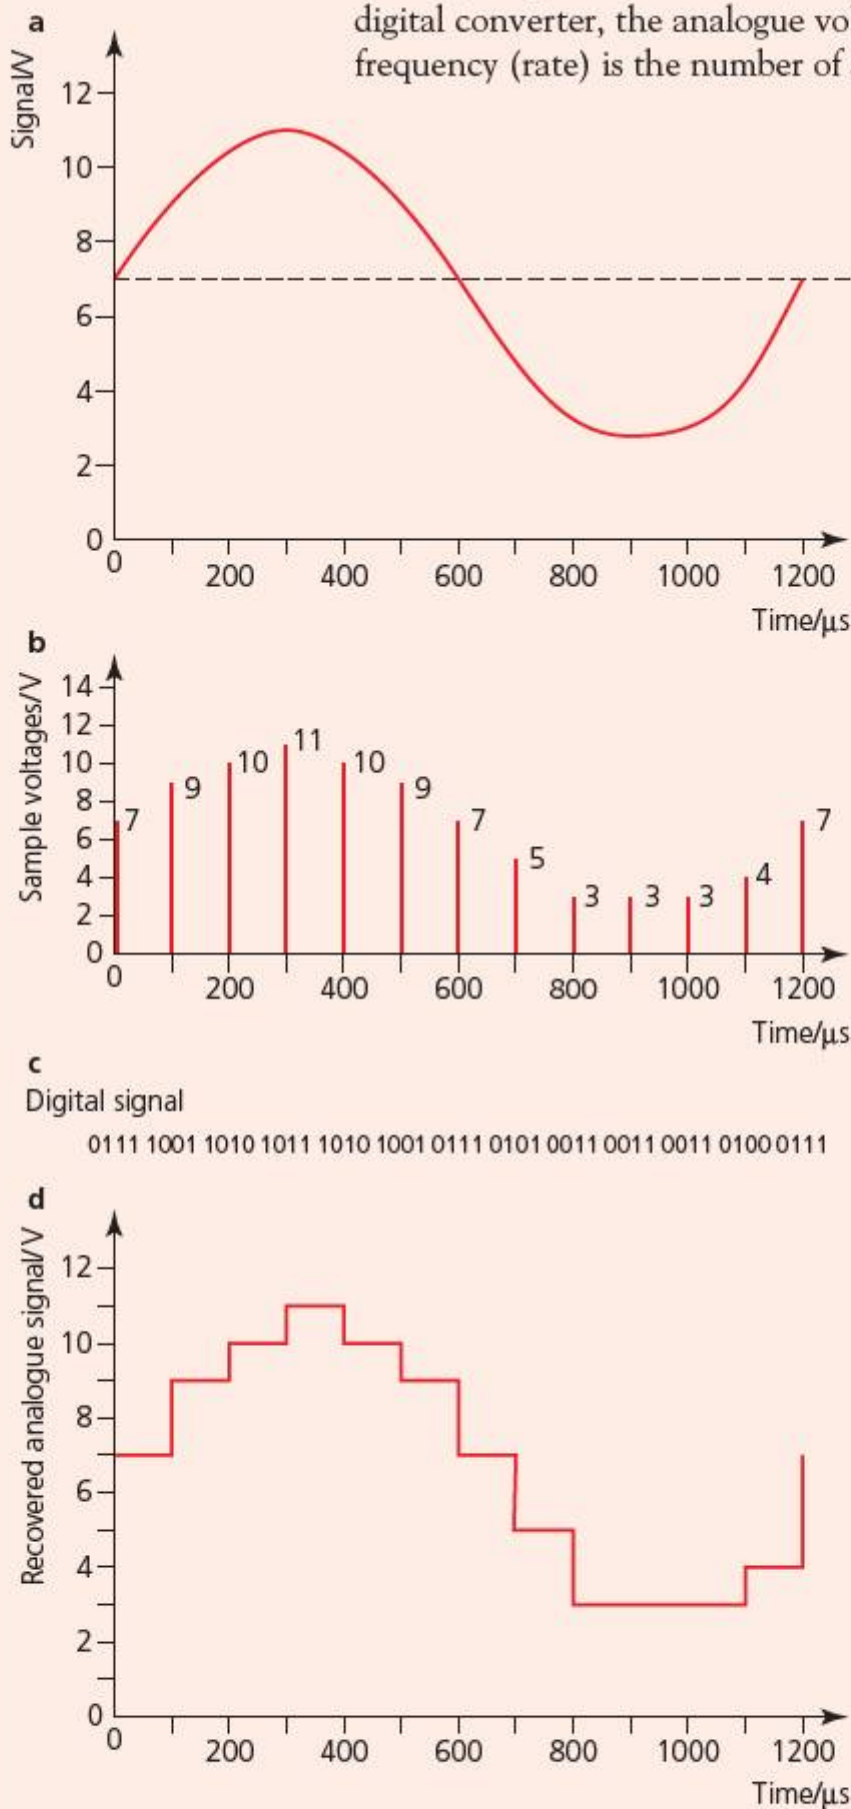 a
digital converter, the analogue vo
frequency (rate) is the number of
Signal/V
12
10
8
6
4
2
0
0 200 400 600 800 1000 1200
Time/μs
b
Sample voltages/V
14
12
10
8
6
4
2
0
7 9 10 11 10 9 7 5 3 3 3 4 7
0 200 400 600 800 1000 1200
Time/μs
c
Digital signal
0111 1001 1010 1011 1010 1001 0111 0101 0011 0011 0011 0100 0111
d
Recovered analogue signal/V
12
10
8
6
4
2
0
0 200 400 600 800 1000 1200
Time/μs